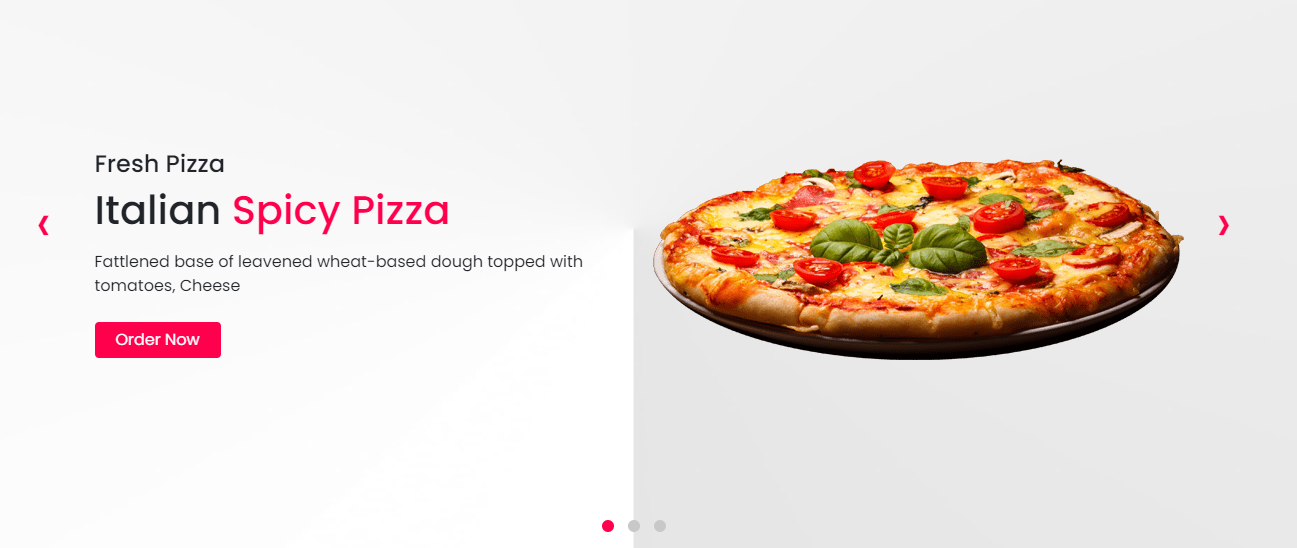 Fresh Pizza
Italian Spicy Pizza
Fattlened base of leavened wheat-based dough topped with
tomatoes, Cheese
Order Now